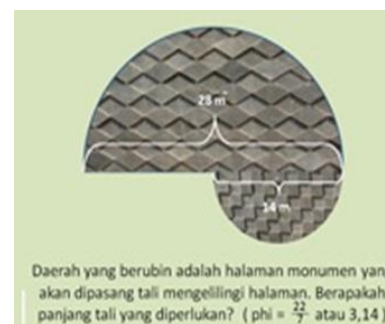 28 m
14 m
Daerah yang berubin adalah halaman monumen yan
akan dipasang tali mengelilingi halaman. Berapakah
panjang tali yang diperlukan? ( phi = 22/7 atau 3,14 )